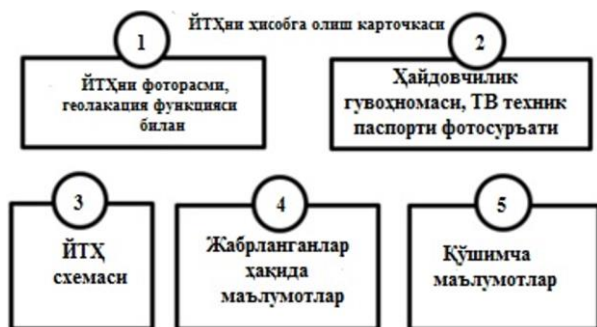 ЙТҲни ҳисобга олиш карточкаси
1
ЙТҲни фоторасми,
геолакация функцияси
билан
2
Ҳайдовчилик
гувоҳномаси, ТВ техник
паспорти фотосуръати
3
ЙТҲ
схемаси
4
Жабрланганлар
ҳақида
маълумотлар
5
Қўшимча
маълумотлар